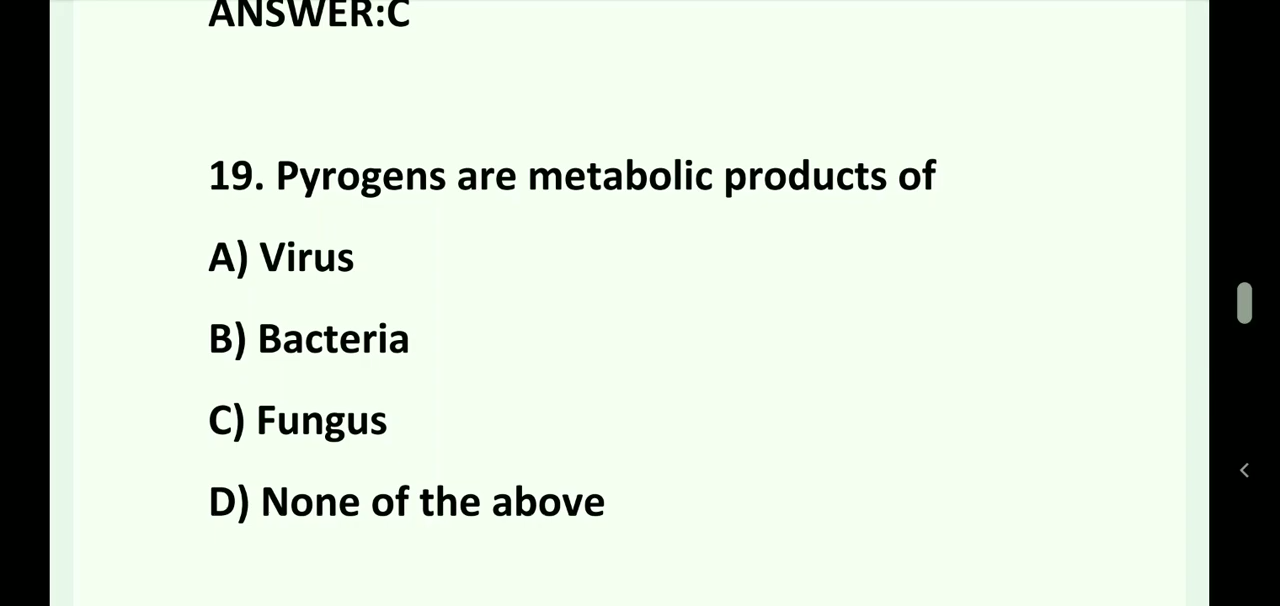 ANSWER:C
19. Pyrogens are metabolic products of
A) Virus
B) Bacteria
C) Fungus
D) None of the above